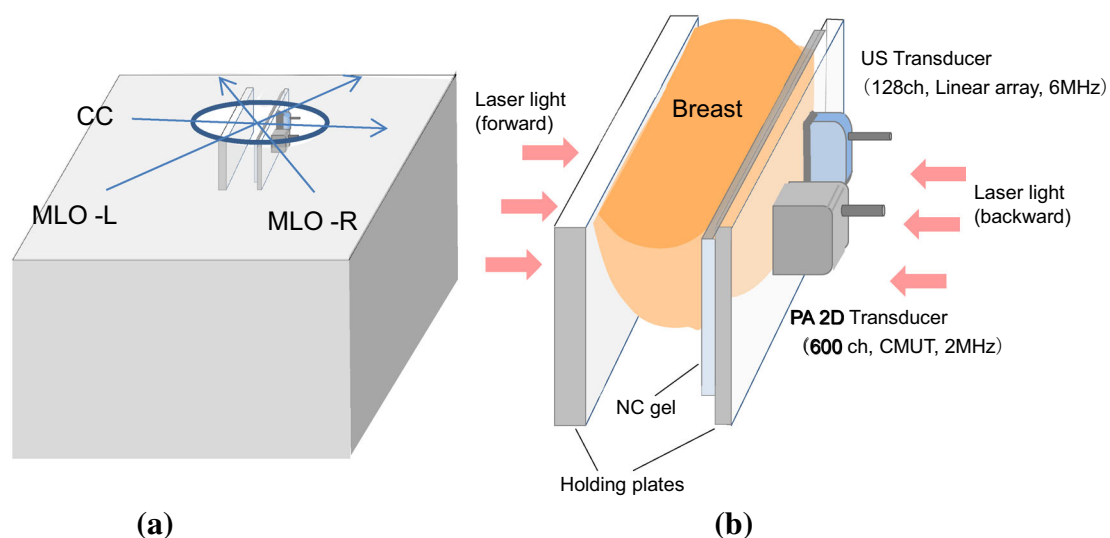 CC
MLO -L
MLO -R
(a)
Laser light
(forward)
Breast
US Transducer
(128ch, Linear array, 6MHz)
Laser light
(backward)
PA 2D Transducer
(600 ch, CMUT, 2MHz)
NC gel
Holding plates
(b)